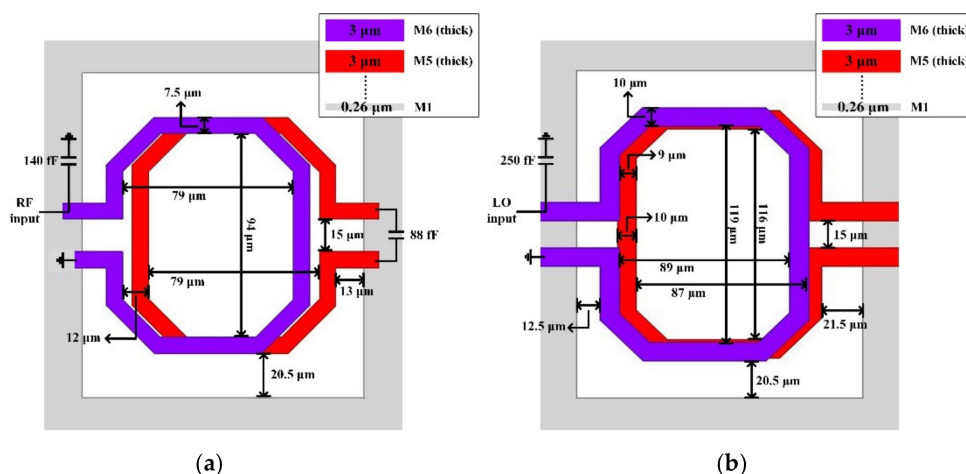 (a)
3 µm M6 (thick)
3 µm M5 (thick)
0.26 µm M1
7.5 µm
140 fF
RF
input
79 µm
94 µm
15 µm
88 fF
79 µm
13 µm
12 µm
20.5 µm
(a)
(b)
3 µm M6 (thick)
3 µm M5 (thick)
0.26 µm M1
10 µm
250 fF
9 µm
LO
input
10 µm
119 µm
116 µm
15 µm
89 µm
87 µm
12.5 µm
21.5 µm
20.5 µm
(b)